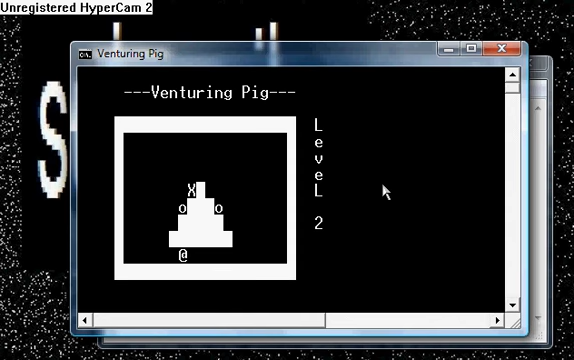 Unregistered HyperCam 2
Venturing Pig
---Venturing Pig---
L
e
v
e
L
2
X
o o
@